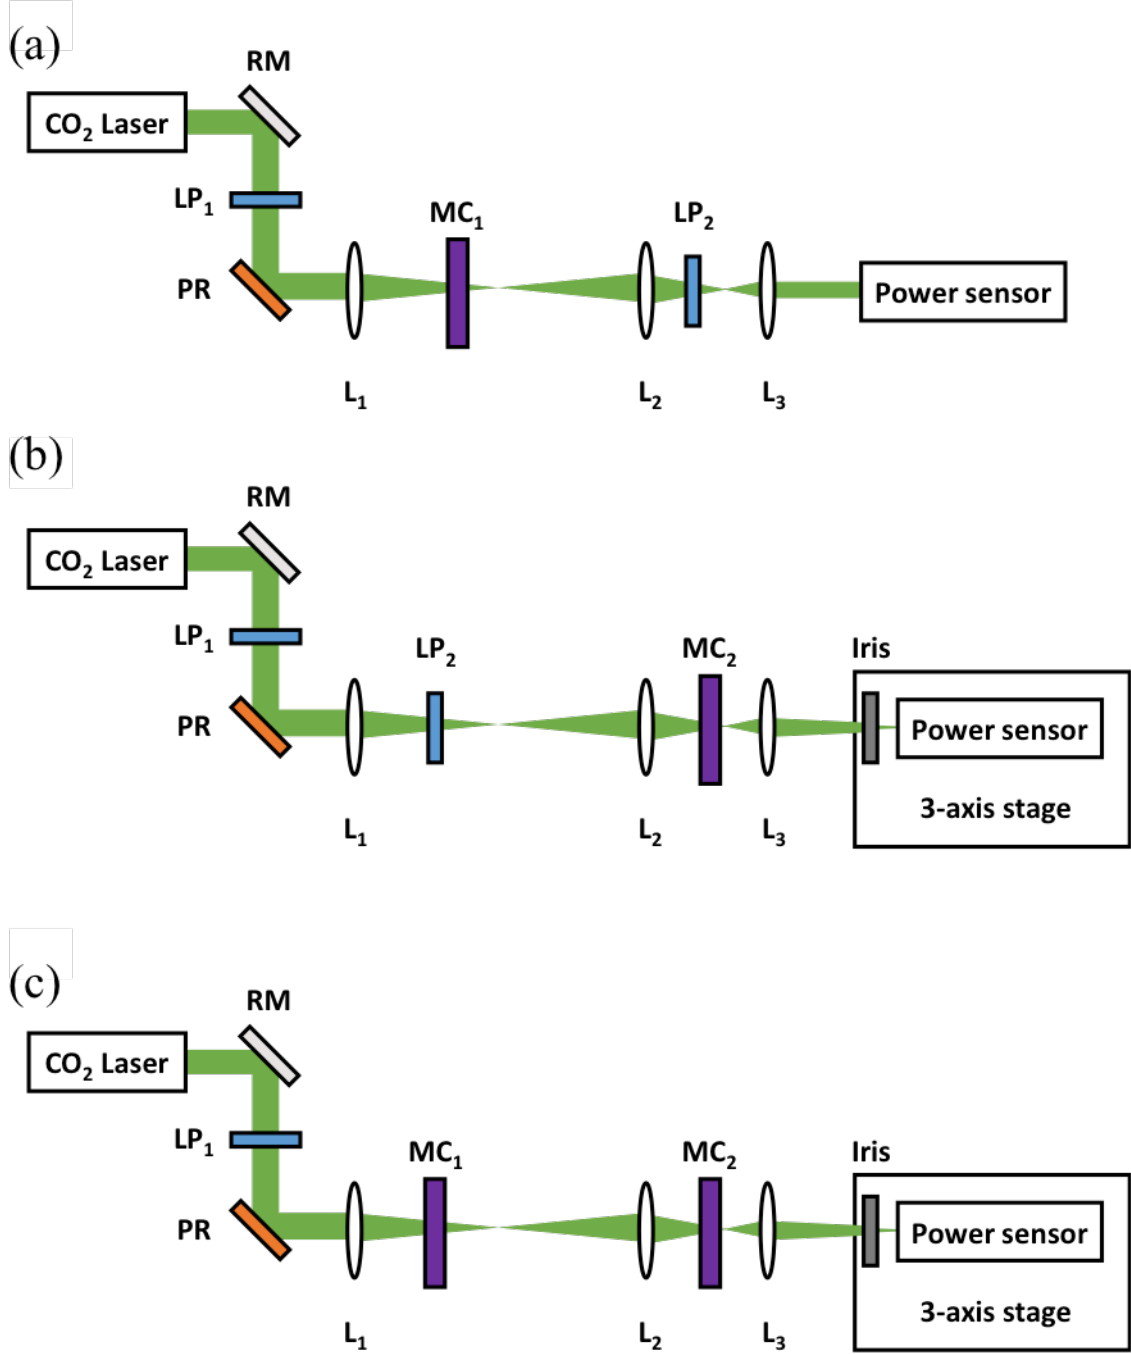 (a)
RM
CO₂ Laser
LP₁
MC₁
LP₂
PR
Power sensor
L₁
L₂
L₃
(b)
RM
CO₂ Laser
LP₁
LP₂
MC₂
Iris
PR
Power sensor
3-axis stage
L₁
L₂
L₃
(c)
RM
CO₂ Laser
LP₁
MC₁
MC₂
Iris
PR
Power sensor
3-axis stage
L₁
L₂
L₃